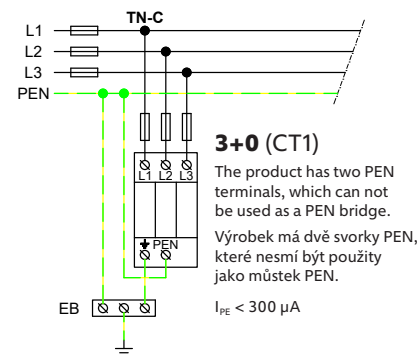 TN-C
L1
L2
L3
PEN
3+0 (CT1)
L1 L2 L3
The product has two PEN
terminals, which can not
be used as a PEN bridge.
Výrobek má dvě svorky PEN,
které nesmí být použity
jako můstek PEN.
PEN
I_PE < 300 µA
EB